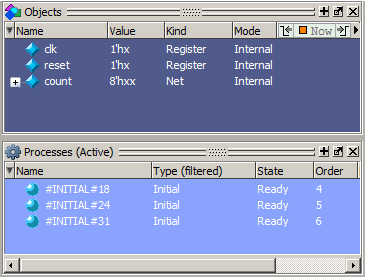 Objects
Name Value Kind Mode Now
clk 1'hx Register Internal
reset 1'hx Register Internal
count 8'hxx Net Internal
Processes (Active)
Name Type (filtered) State Order
#INITIAL#18 Initial Ready 4
#INITIAL#24 Initial Ready 5
#INITIAL#31 Initial Ready 6